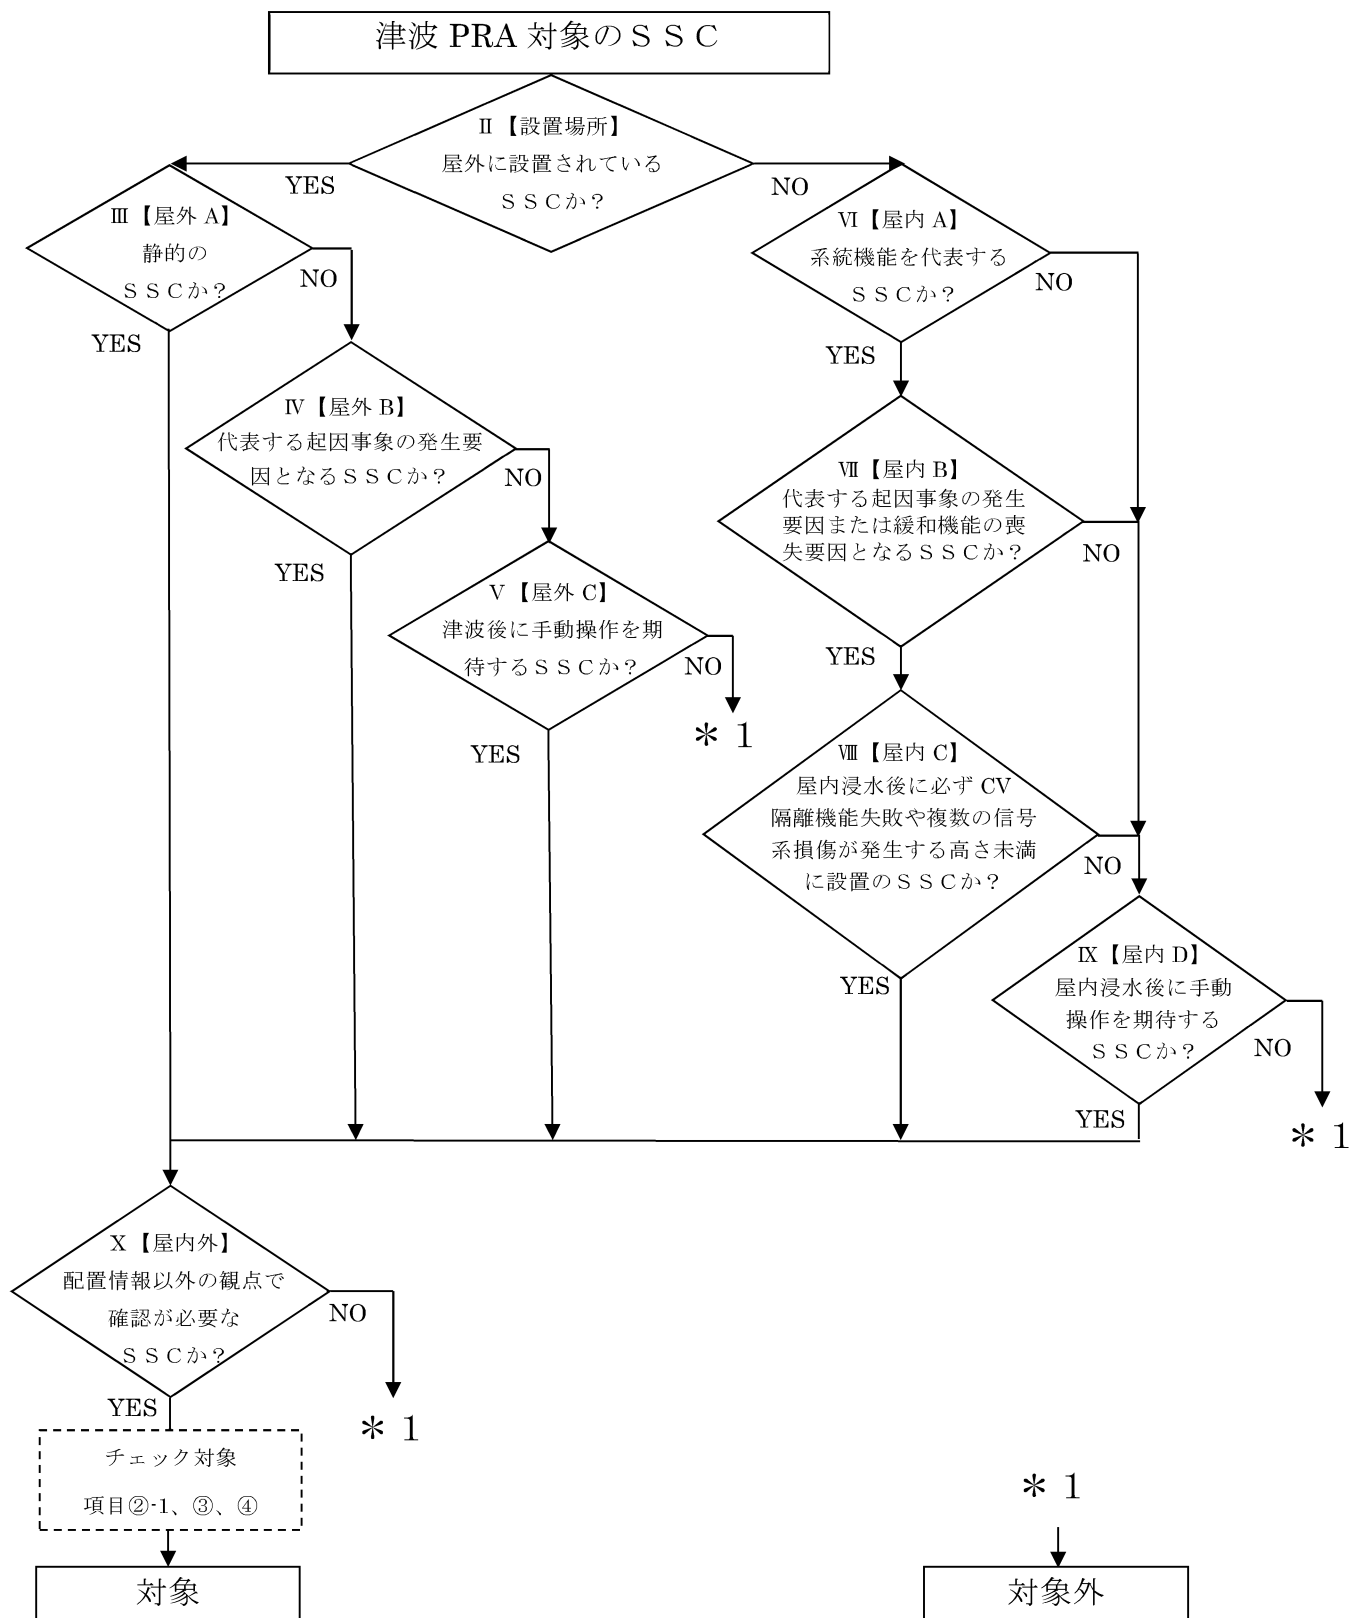 津波 PRA 対象のＳＳＣ
Ⅱ【設置場所】
屋外に設置されている
ＳＳＣか？
YES
NO
Ⅲ【屋外 A】
静的の
ＳＳＣか？
NO
YES
Ⅵ【屋内 A】
系統機能を代表する
ＳＳＣか？
NO
YES
Ⅳ【屋外 B】
代表する起因事象の発生要
因となるＳＳＣか？
NO
YES
Ⅶ【屋内 B】
代表する起因事象の発生
要因または緩和機能の喪
失要因となるＳＳＣか？
NO
YES
Ⅴ【屋外 C】
津波後に手動操作を期
待するＳＳＣか？
NO
YES
＊1
Ⅷ【屋内 C】
屋内浸水後に必ず CV
隔離機能失敗や複数の信号
系損傷が発生する高さ未満
に設置のＳＳＣか？
NO
YES
Ⅸ【屋内 D】
屋内浸水後に手動
操作を期待する
ＳＳＣか？
NO
YES
＊1
Ⅹ【屋内外】
配置情報以外の観点で
確認が必要な
ＳＳＣか？
NO
YES
＊1
チェック対象
項目②-1、③、④
対象
＊1
対象外